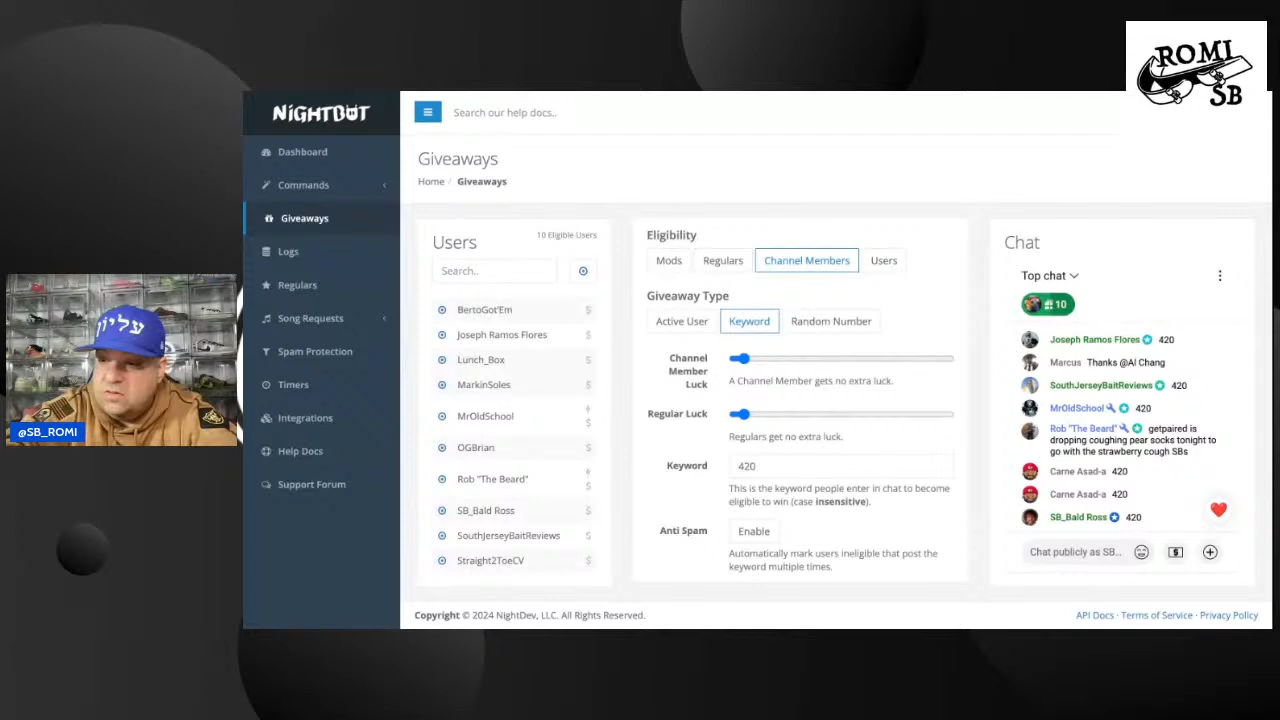 ROMI
SB
NiGHTBOT
Search our help docs..
Dashboard
Commands
Giveaways
Logs
Regulars
Song Requests
Spam Protection
Timers
Integrations
Help Docs
Support Forum
Giveaways
Home / Giveaways
Users
10 Eligible Users
Search..
BertoGot'Em $
Joseph Ramos Flores $
Lunch_Box $
MarkinSoles $
MrOldSchool $
OGBrian $
Rob "The Beard" $
SB_Bald Ross $
SouthJerseyBaitReviews $
Straight2ToeCV $
Eligibility
Mods Regulars Channel Members Users
Giveaway Type
Active User Keyword Random Number
Channel
Member
Luck
A Channel Member gets no extra luck.
Regular Luck
Regulars get no extra luck.
Keyword 420
This is the keyword people enter in chat to become
eligible to win (case insensitive).
Anti Spam Enable
Automatically mark users ineligible that post the
keyword multiple times.
Chat
Top chat
10
Joseph Ramos Flores 420
Marcus Thanks @Al Chang
SouthJerseyBaitReviews 420
MrOldSchool 420
Rob "The Beard" getpaired is
dropping coughing pear socks tonight to
go with the strawberry cough SBs
Carne Asad-a 420
Carne Asad-a 420
SB_Bald Ross 420
Chat publicly as SB...
Copyright © 2024 NightDev, LLC. All Rights Reserved.
API Docs · Terms of Service · Privacy Policy
עליון
@SB_ROMI